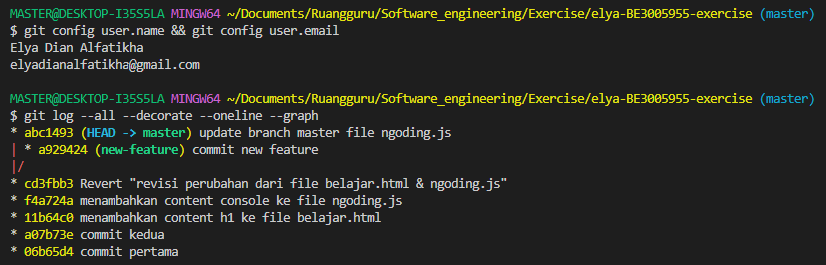 MASTER@DESKTOP-I35S5LA MINGW64 ~/Documents/Ruangguru/Software_engineering/Exercise/elya-BE3005955-exercise (master)
$ git config user.name && git config user.email
Elya Dian Alfatikha
elyadianalfatikha@gmail.com
MASTER@DESKTOP-I35S5LA MINGW64 ~/Documents/Ruangguru/Software_engineering/Exercise/elya-BE3005955-exercise (master)
$ git log --all --decorate --oneline --graph
* abc1493 (HEAD -> master) update branch master file ngoding.js
| * a929424 (new-feature) commit new feature
|/
* cd3fbb3 Revert "revisi perubahan dari file belajar.html & ngoding.js"
* f4a724a menambahkan content console ke file ngoding.js
* 11b64c0 menambahkan content h1 ke file belajar.html
* a07b73e commit kedua
* 06b65d4 commit pertama